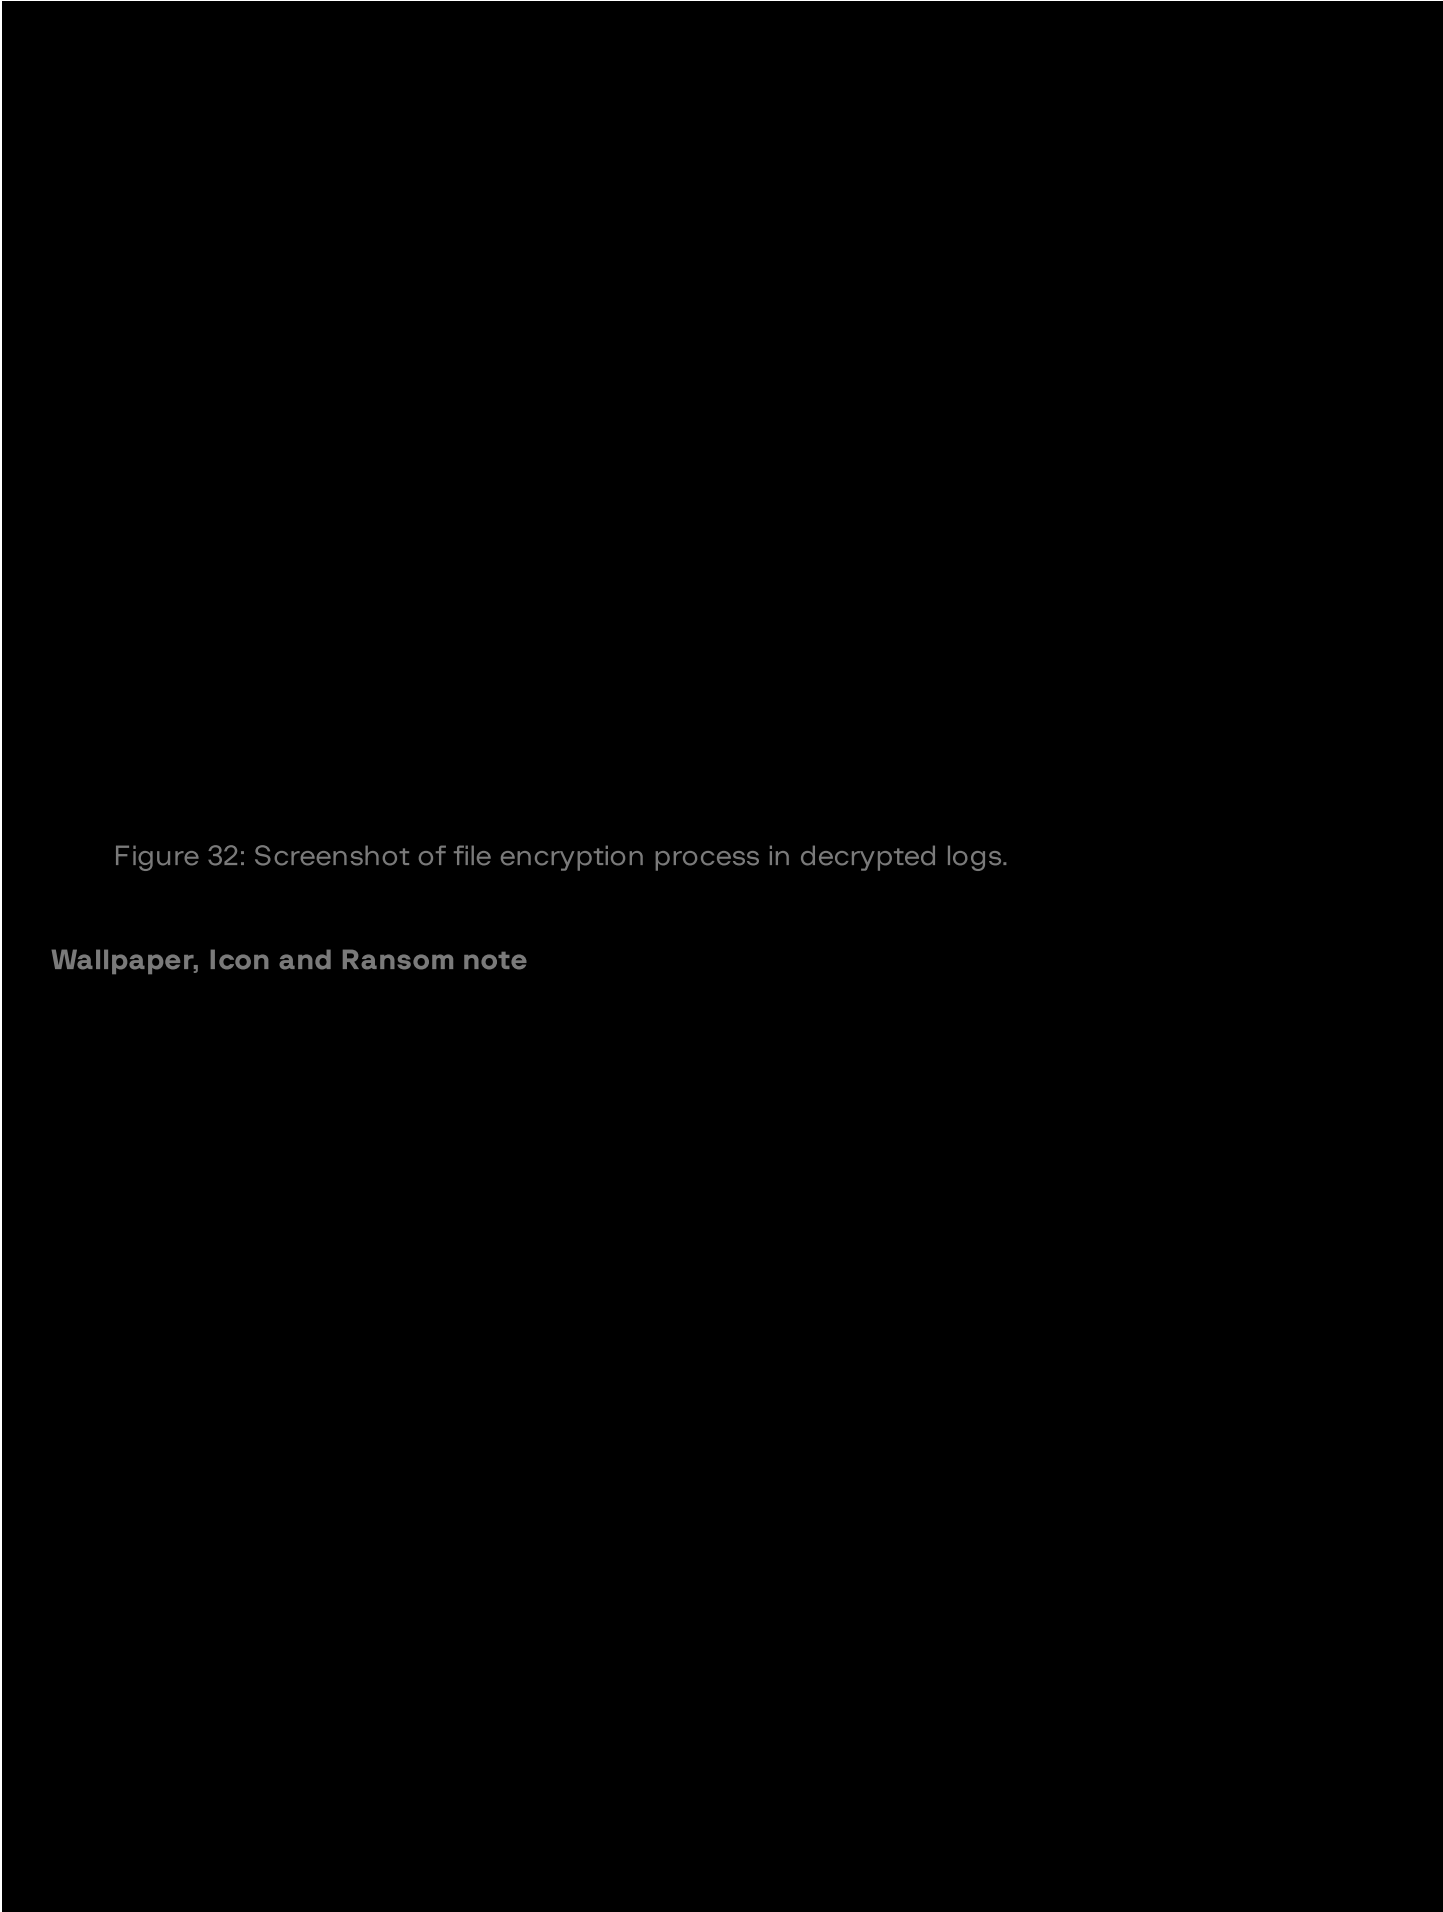 Figure 32: Screenshot of file encryption process in decrypted logs.
Wallpaper, Icon and Ransom note